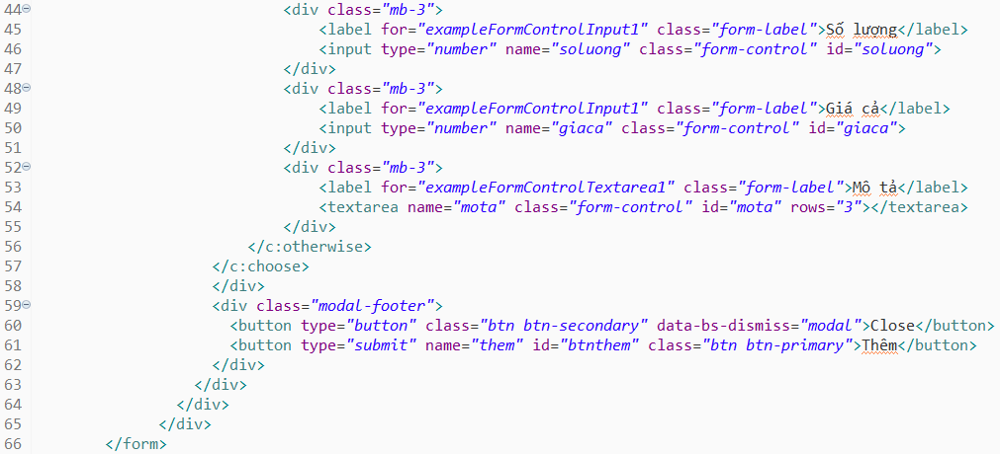 44 <div class="mb-3">
45 <label for="exampleFormControlInput1" class="form-label">Số lượng</label>
46 <input type="number" name="soluong" class="form-control" id="soluong">
47 </div>
48 <div class="mb-3">
49 <label for="exampleFormControlInput1" class="form-label">Giá cả</label>
50 <input type="number" name="giaca" class="form-control" id="giaca">
51 </div>
52 <div class="mb-3">
53 <label for="exampleFormControlTextarea1" class="form-label">Mô tả</label>
54 <textarea name="mota" class="form-control" id="mota" rows="3"></textarea>
55 </div>
56 </c:otherwise>
57 </c:choose>
58 </div>
59 <div class="modal-footer">
60 <button type="button" class="btn btn-secondary" data-bs-dismiss="modal">Close</button>
61 <button type="submit" name="them" id="btnthem" class="btn btn-primary">Thêm</button>
62 </div>
63 </div>
64 </div>
65 </div>
66 </form>